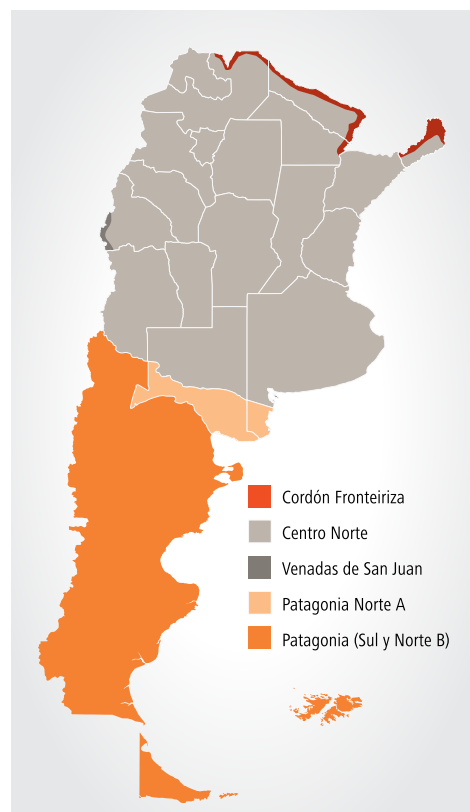 Cordón Fronteiriza
Centro Norte
Venadas de San Juan
Patagonia Norte A
Patagonia (Sul y Norte B)